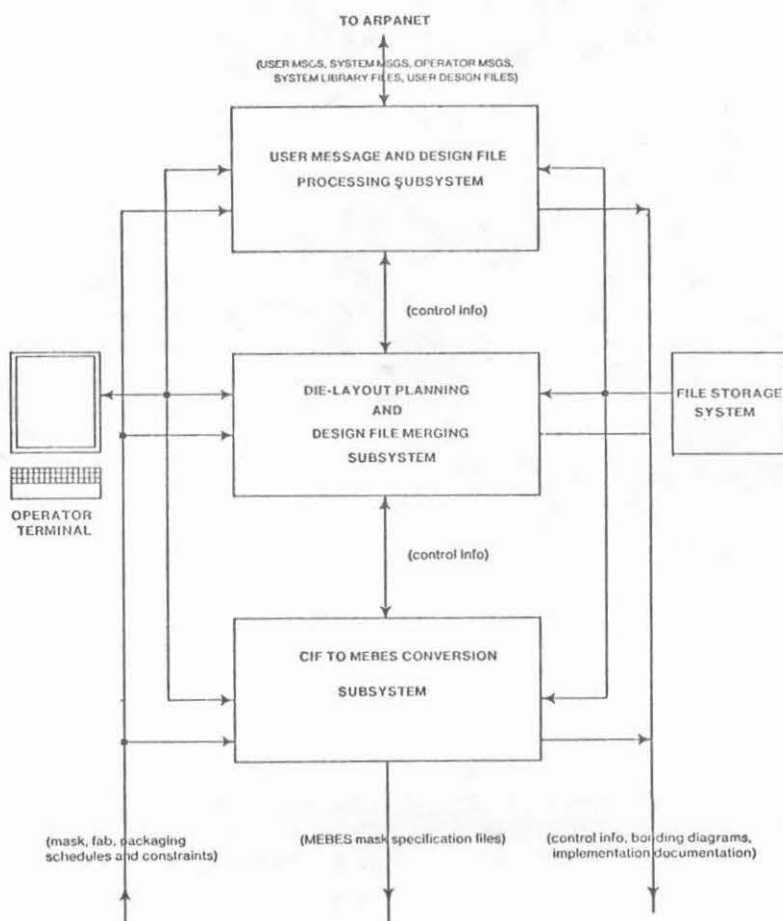 TO ARPANET
(USER MSGS, SYSTEM MSGS, OPERATOR MSGS,
SYSTEM LIBRARY FILES, USER DESIGN FILES)
USER MESSAGE AND DESIGN FILE
PROCESSING SUBSYSTEM
(control info)
DIE-LAYOUT PLANNING
AND
DESIGN FILE MERGING
SUBSYSTEM
FILE STORAGE
SYSTEM
OPERATOR
TERMINAL
(control info)
CIF TO MEBES CONVERSION
SUBSYSTEM
(mask, fab, packaging
schedules and constraints)
(MEBES mask specification files)
(control info, bonding diagrams,
implementation documentation)